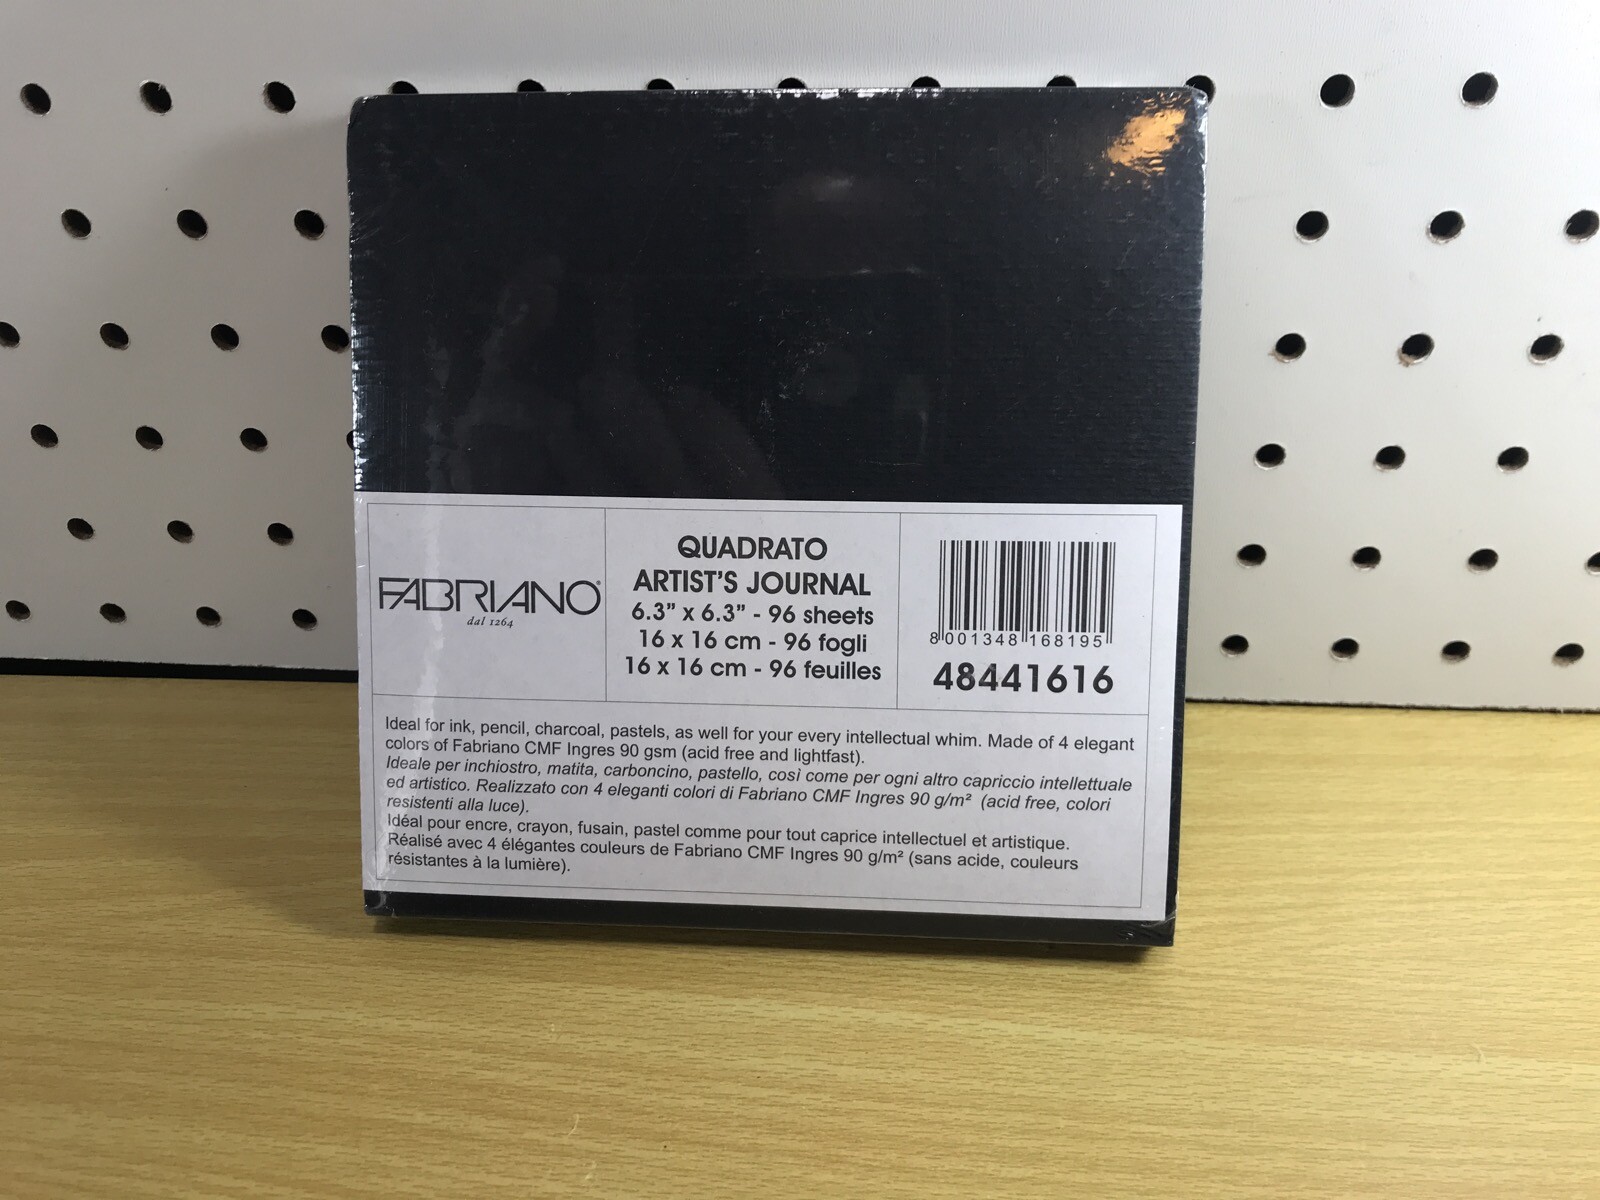 FABRIANO®
dal 1264
QUADRATO
ARTIST'S JOURNAL
6.3" x 6.3" - 96 sheets
16 x 16 cm - 96 fogli
16 x 16 cm - 96 feuilles
8 001348 168195
48441616
Ideal for ink, pencil, charcoal, pastels, as well for your every intellectual whim. Made of 4 elegant
colors of Fabriano CMF Ingres 90 gsm (acid free and lightfast).
Ideale per inchiostro, matita, carboncino, pastello, così come per ogni altro capriccio intellettuale
ed artistico. Realizzato con 4 eleganti colori di Fabriano CMF Ingres 90 g/m² (acid free, colori
resistenti alla luce).
Idéal pour encre, crayon, fusain, pastel comme pour tout caprice intellectuel et artistique.
Réalisé avec 4 élégantes couleurs de Fabriano CMF Ingres 90 g/m² (sans acide, couleurs
résistantes à la lumière).